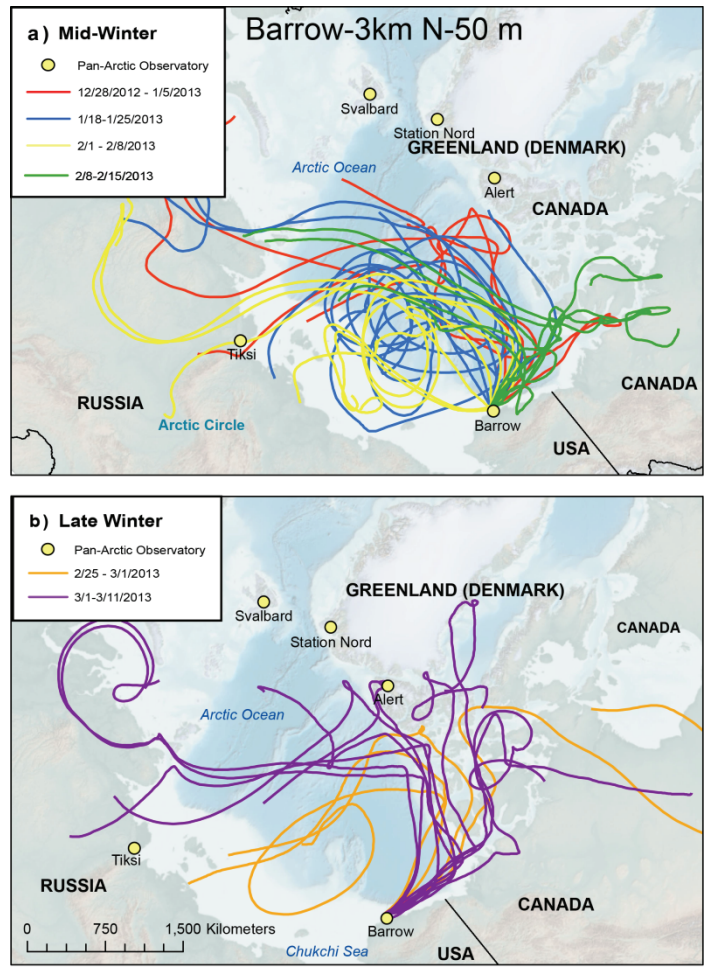 a) Mid-Winter
Barrow-3km N-50 m
Pan-Arctic Observatory
12/28/2012 - 1/5/2013
1/18-1/25/2013
2/1 - 2/8/2013
2/8-2/15/2013
Svalbard
Station Nord
GREENLAND (DENMARK)
Arctic Ocean
Alert
CANADA
Tiksi
CANADA
RUSSIA
Arctic Circle
Barrow
USA
b) Late Winter
Pan-Arctic Observatory
2/25 - 3/1/2013
3/1-3/11/2013
GREENLAND (DENMARK)
Svalbard
Station Nord
CANADA
Alert
Arctic Ocean
Tiksi
RUSSIA
CANADA
0 750 1,500 Kilometers
Barrow
Chukchi Sea
USA